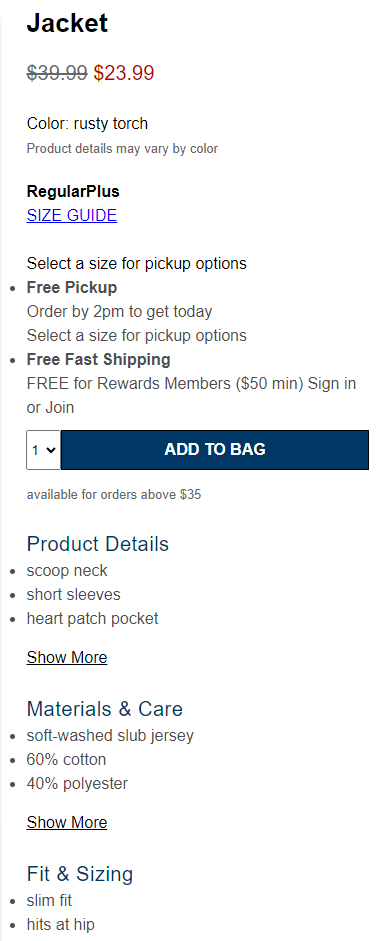 Jacket
$39.99 $23.99
Color: rusty torch
Product details may vary by color
RegularPlus
SIZE GUIDE
Select a size for pickup options
Free Pickup
Order by 2pm to get today
Select a size for pickup options
Free Fast Shipping
FREE for Rewards Members ($50 min) Sign in
or Join
1 ADD TO BAG
available for orders above $35
Product Details
scoop neck
short sleeves
heart patch pocket
Show More
Materials & Care
soft-washed slub jersey
60% cotton
40% polyester
Show More
Fit & Sizing
slim fit
hits at hip